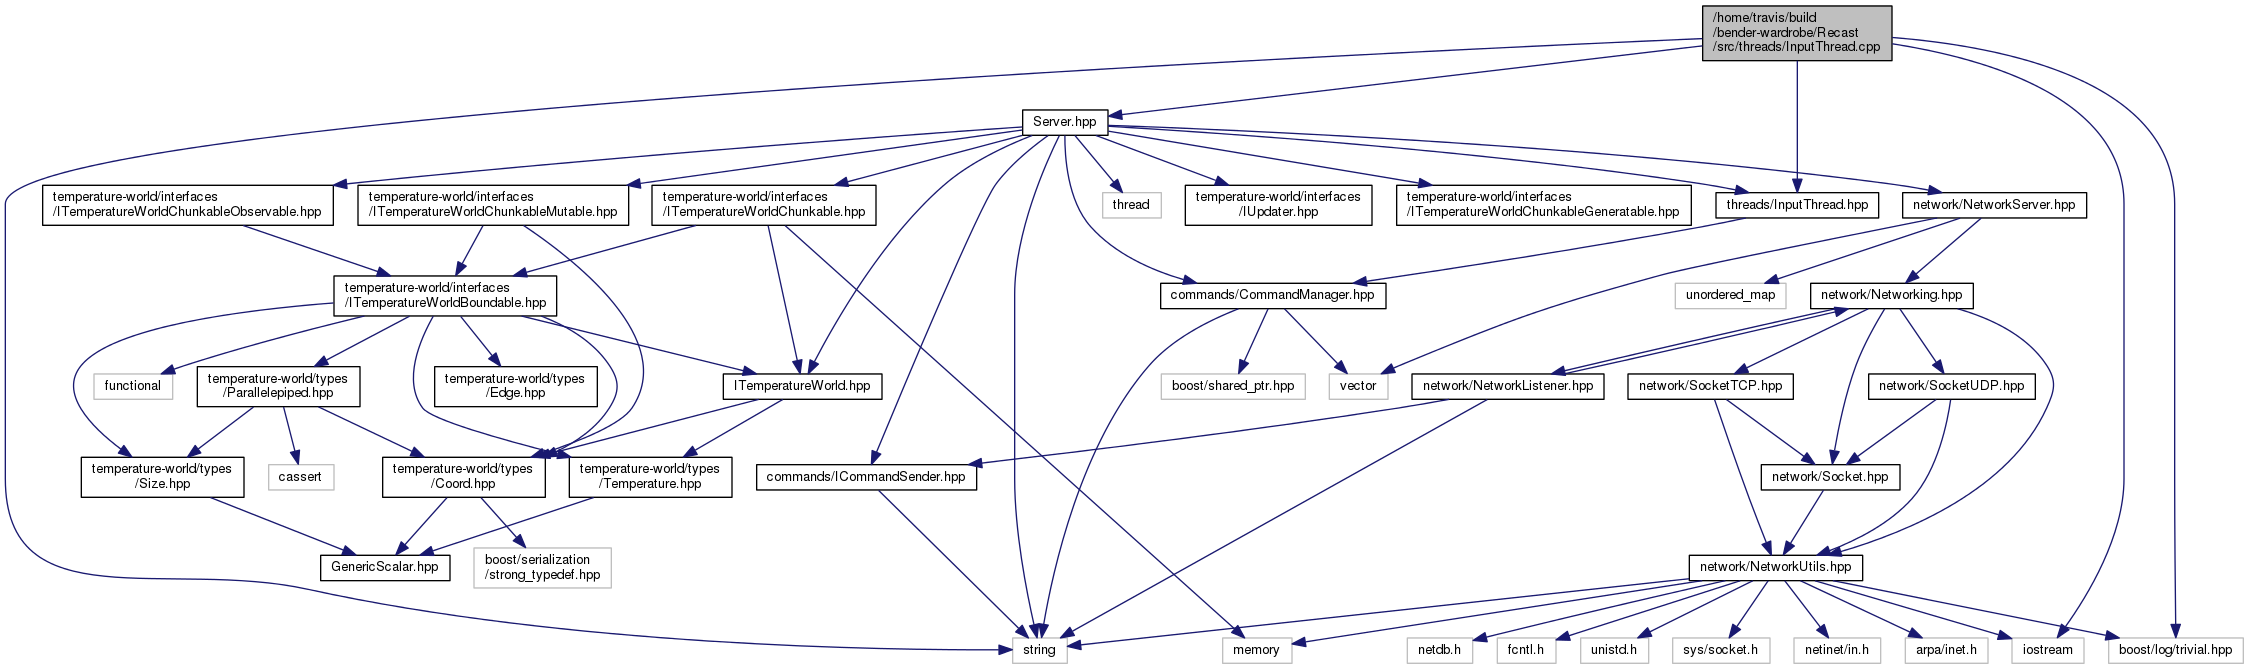 /home/travis/build
/bender-wardrobe/Recast
/src/threads/InputThread.cpp
Server.hpp
temperature-world/interfaces
/ITemperatureWorldChunkableObservable.hpp
temperature-world/interfaces
/ITemperatureWorldChunkableMutable.hpp
temperature-world/interfaces
/ITemperatureWorldChunkable.hpp
thread
temperature-world/interfaces
/IUpdater.hpp
temperature-world/interfaces
/ITemperatureWorldChunkableGeneratable.hpp
threads/InputThread.hpp
network/NetworkServer.hpp
temperature-world/interfaces
/ITemperatureWorldBoundable.hpp
commands/CommandManager.hpp
unordered_map
network/Networking.hpp
functional
temperature-world/types
/Parallelepiped.hpp
temperature-world/types
/Edge.hpp
ITemperatureWorld.hpp
boost/shared_ptr.hpp
vector
network/NetworkListener.hpp
network/SocketTCP.hpp
network/SocketUDP.hpp
temperature-world/types
/Size.hpp
cassert
temperature-world/types
/Coord.hpp
temperature-world/types
/Temperature.hpp
commands/ICommandSender.hpp
network/Socket.hpp
GenericScalar.hpp
boost/serialization
/strong_typedef.hpp
network/NetworkUtils.hpp
string
memory
netdb.h
fcntl.h
unistd.h
sys/socket.h
netinet/in.h
arpa/inet.h
iostream
boost/log/trivial.hpp